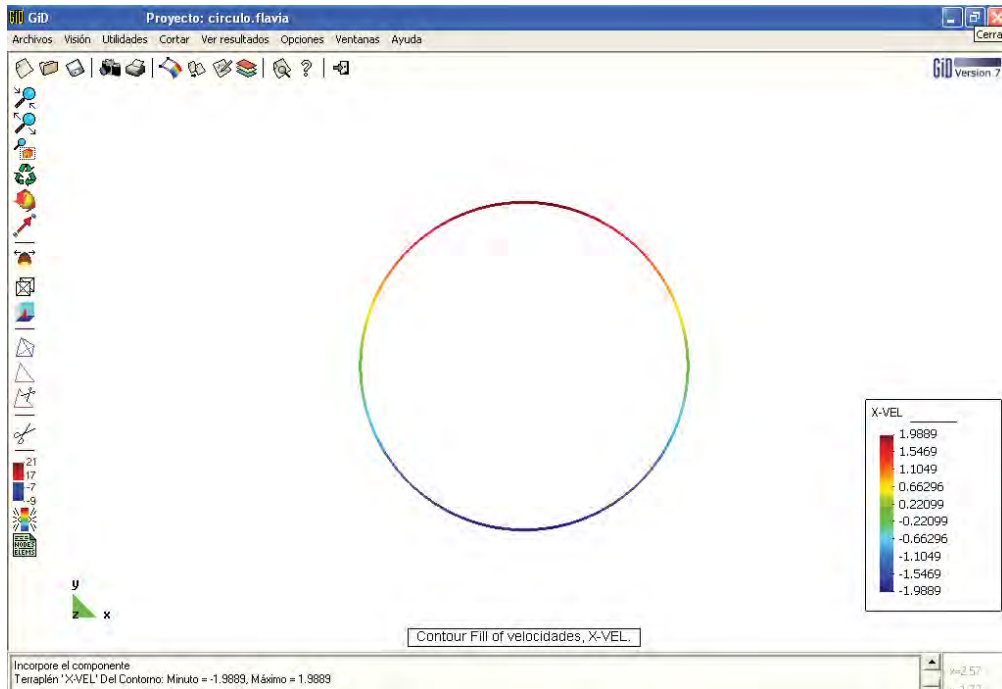 GiD Proyecto: circulo.flavia
Cerra
Archivos Visión Utilidades Cortar Ver resultados Opciones Ventanas Ayuda
GiD Version 7
21
17
-7
-9
NODES
ELEMS
X-VEL
1.9889
1.5469
1.1049
0.66296
0.22099
-0.22099
-0.66296
-1.1049
-1.5469
-1.9889
y
z x
Contour Fill of velocidades, X-VEL.
Incorpore el componente
Terraplén 'X-VEL' Del Contorno: Minuto = -1.9889, Máximo = 1.9889
x=2.57